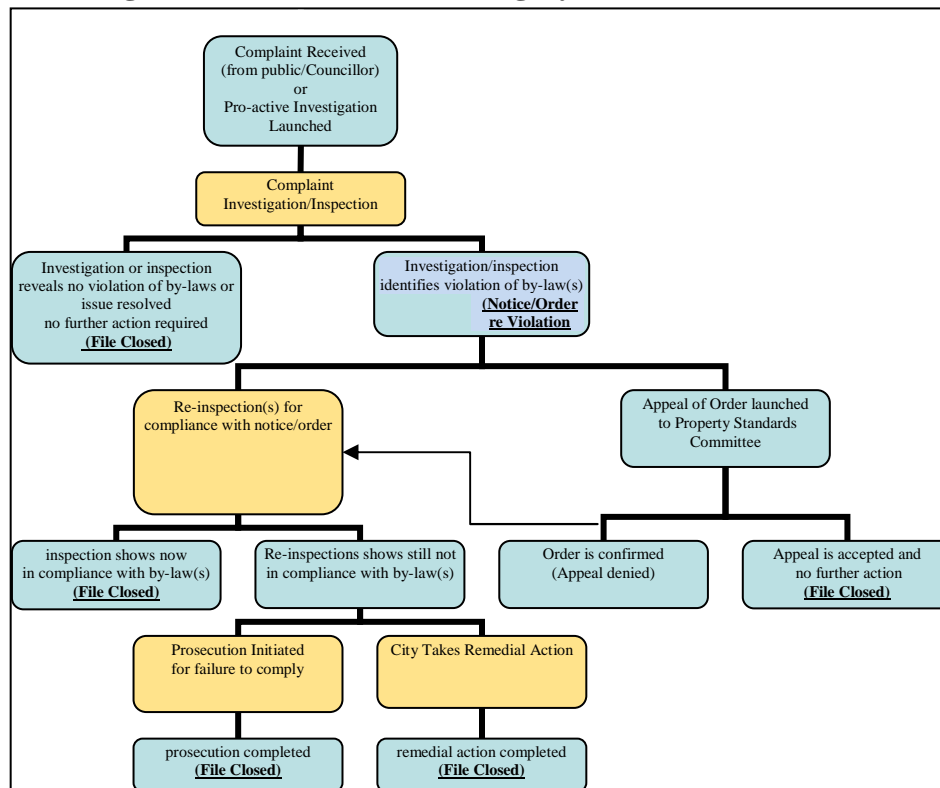 Complaint Received
(from public/Councillor)
or
Pro-active Investigation
Launched
Complaint
Investigation/Inspection
Investigation or inspection
reveals no violation of by-laws or
issue resolved
no further action required
(File Closed)
Investigation/inspection
identifies violation of by-law(s)
(Notice/Order
re Violation
Re-inspection(s) for
compliance with notice/order
Appeal of Order launched
to Property Standards
Committee
inspection shows now
in compliance with by-law(s)
(File Closed)
Re-inspections shows still not
in compliance with by-law(s)
Order is confirmed
(Appeal denied)
Appeal is accepted and
no further action
(File Closed)
Prosecution Initiated
for failure to comply
City Takes Remedial Action
prosecution completed
(File Closed)
remedial action completed
(File Closed)